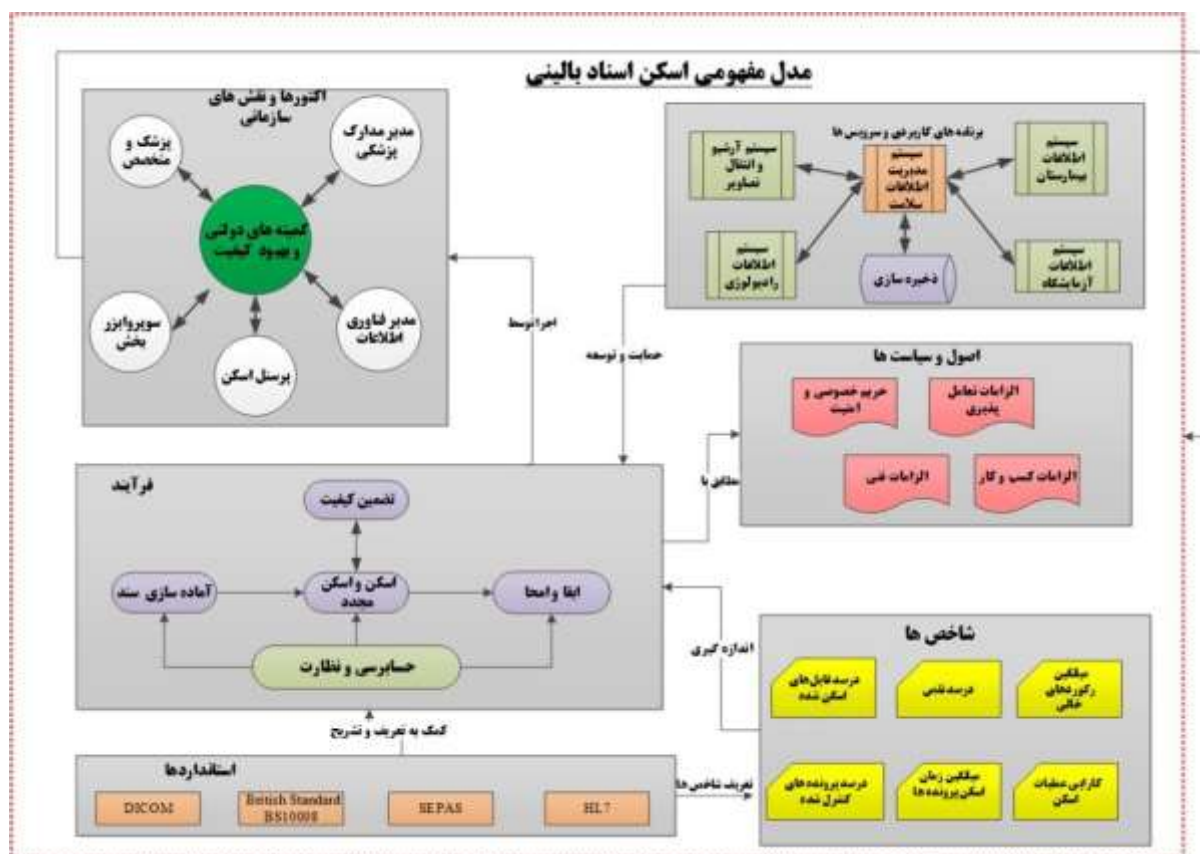 مدل مفهومی اسکن اسناد بالینی
اکتورها و نقش های
سازمانی
مدیر مدارک
پزشکی
پزشک و
متخصص
کمیته های دولتی
و بهبود کیفیت
مدیر فناوری
اطلاعات
سوپروایزر
بخش
پرسنل اسکن
برنامه های کاربردی و سرویس ها
سیستم
اطلاعات
بیمارستان
سیستم
مدیریت
اطلاعات
سلامت
سیستم آرشیو
و انتقال
تصاویر
سیستم
اطلاعات
آزمایشگاه
ذخیره سازی
سیستم
اطلاعات
رادیولوژی
اجرا توسط
حمایت و توسعه
اصول و سیاست ها
الزامات تعامل
پذیری
حریم خصوصی و
امنیت
الزامات کسب و کار
الزامات فنی
مطابق با
فرآیند
تضمین کیفیت
آماده سازی سند
اسکن و اسکن
مجدد
ابقا و امحا
حسابرسی و نظارت
اندازه گیری
شاخص ها
میانگین
رکوردهای
خالی
درصد نقص
درصد فایل‌های
اسکن شده
کارایی عملیات
اسکن
میانگین زمان
اسکن پرونده ها
درصد پرونده های
کنترل شده
کمک به تعریف و تشریح
تعریف شاخص ها
استانداردها
DICOM
British Standard
BS10008
SEPAS
HL7